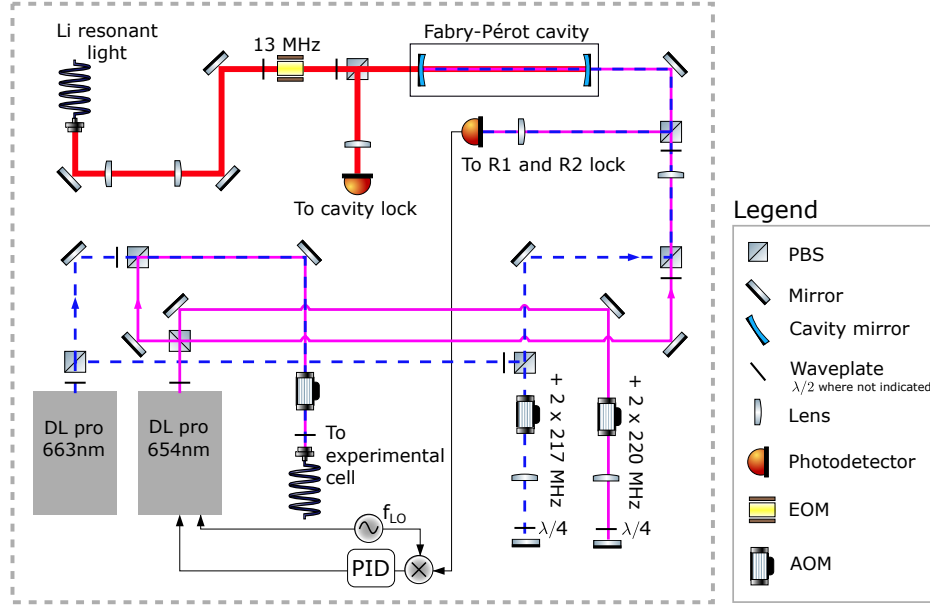 Li resonant
light
13 MHz
Fabry-Pérot cavity
To cavity lock
To R1 and R2 lock
DL pro
663nm
DL pro
654nm
To
experimental
cell
f_LO
PID
+ 2 x 217 MHz
+ 2 x 220 MHz
λ/4
λ/4
Legend
PBS
Mirror
Cavity mirror
Waveplate
λ/2 where not indicated
Lens
Photodetector
EOM
AOM